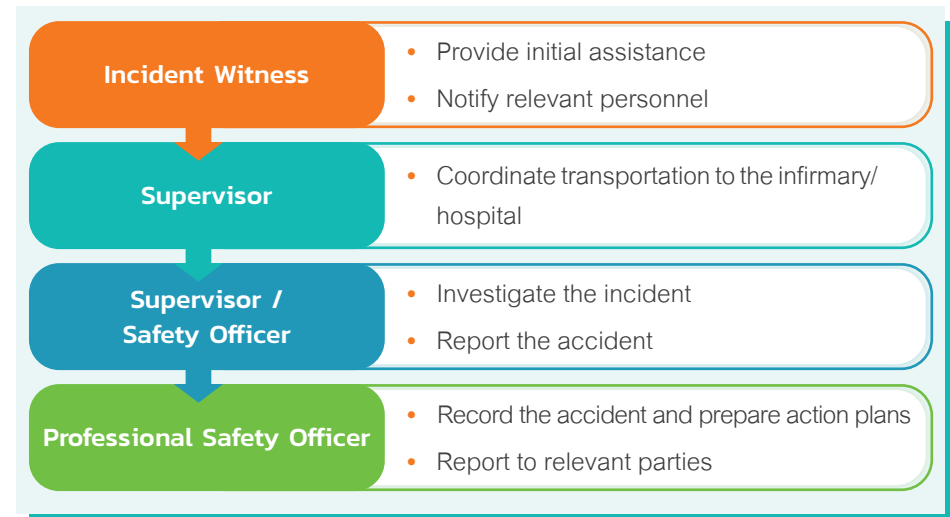 Incident Witness
• Provide initial assistance
• Notify relevant personnel
Supervisor
• Coordinate transportation to the infirmary/
hospital
Supervisor /
Safety Officer
• Investigate the incident
• Report the accident
Professional Safety Officer
• Record the accident and prepare action plans
• Report to relevant parties